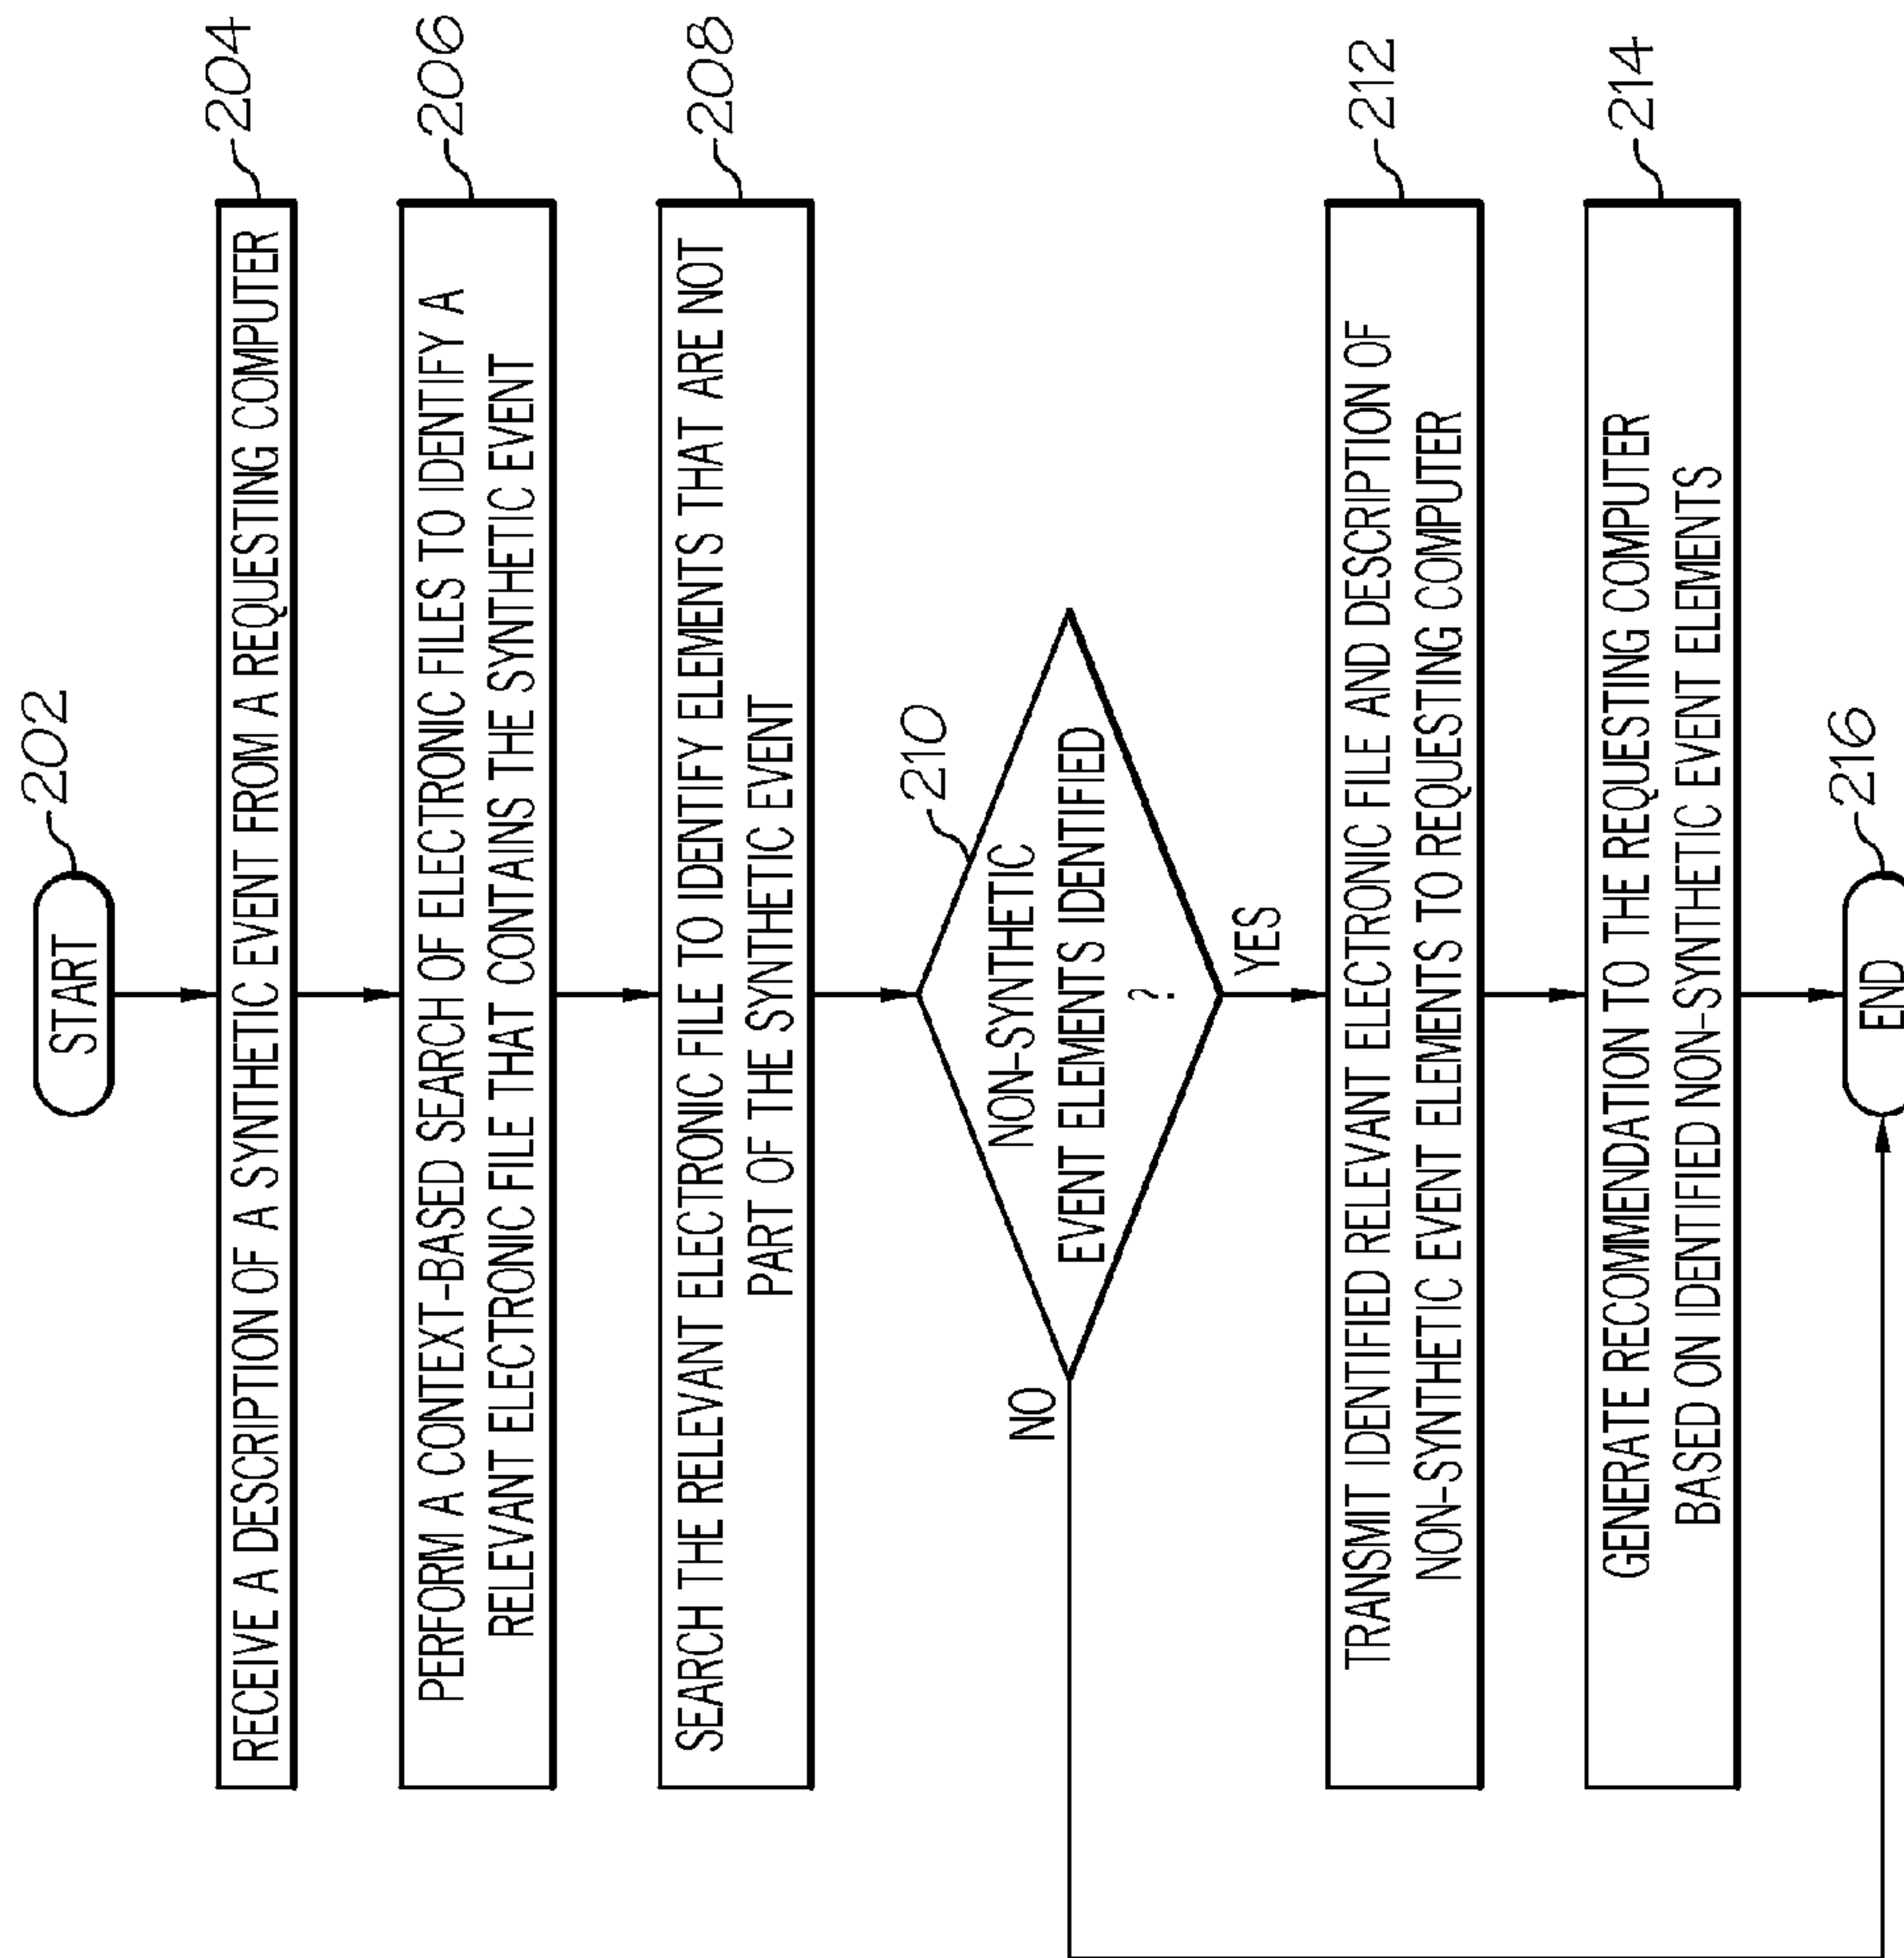 START
202
RECEIVE A DESCRIPTION OF A SYNTHETIC EVENT FROM A REQUESTING COMPUTER
204
PERFORM A CONTEXT-BASED SEARCH OF ELECTRONIC FILES TO IDENTIFY A
RELEVANT ELECTRONIC FILE THAT CONTAINS THE SYNTHETIC EVENT
206
SEARCH THE RELEVANT ELECTRONIC FILE TO IDENTIFY ELEMENTS THAT ARE NOT
PART OF THE SYNTHETIC EVENT
208
210
NON-SYNTHETIC
EVENT ELEMENTS IDENTIFIED
?
NO
YES
TRANSMIT IDENTIFIED RELEVANT ELECTRONIC FILE AND DESCRIPTION OF
NON-SYNTHETIC EVENT ELEMENTS TO REQUESTING COMPUTER
212
GENERATE RECOMMENDATION TO THE REQUESTING COMPUTER
BASED ON IDENTIFIED NON-SYNTHETIC EVENT ELEMENTS
214
END
216